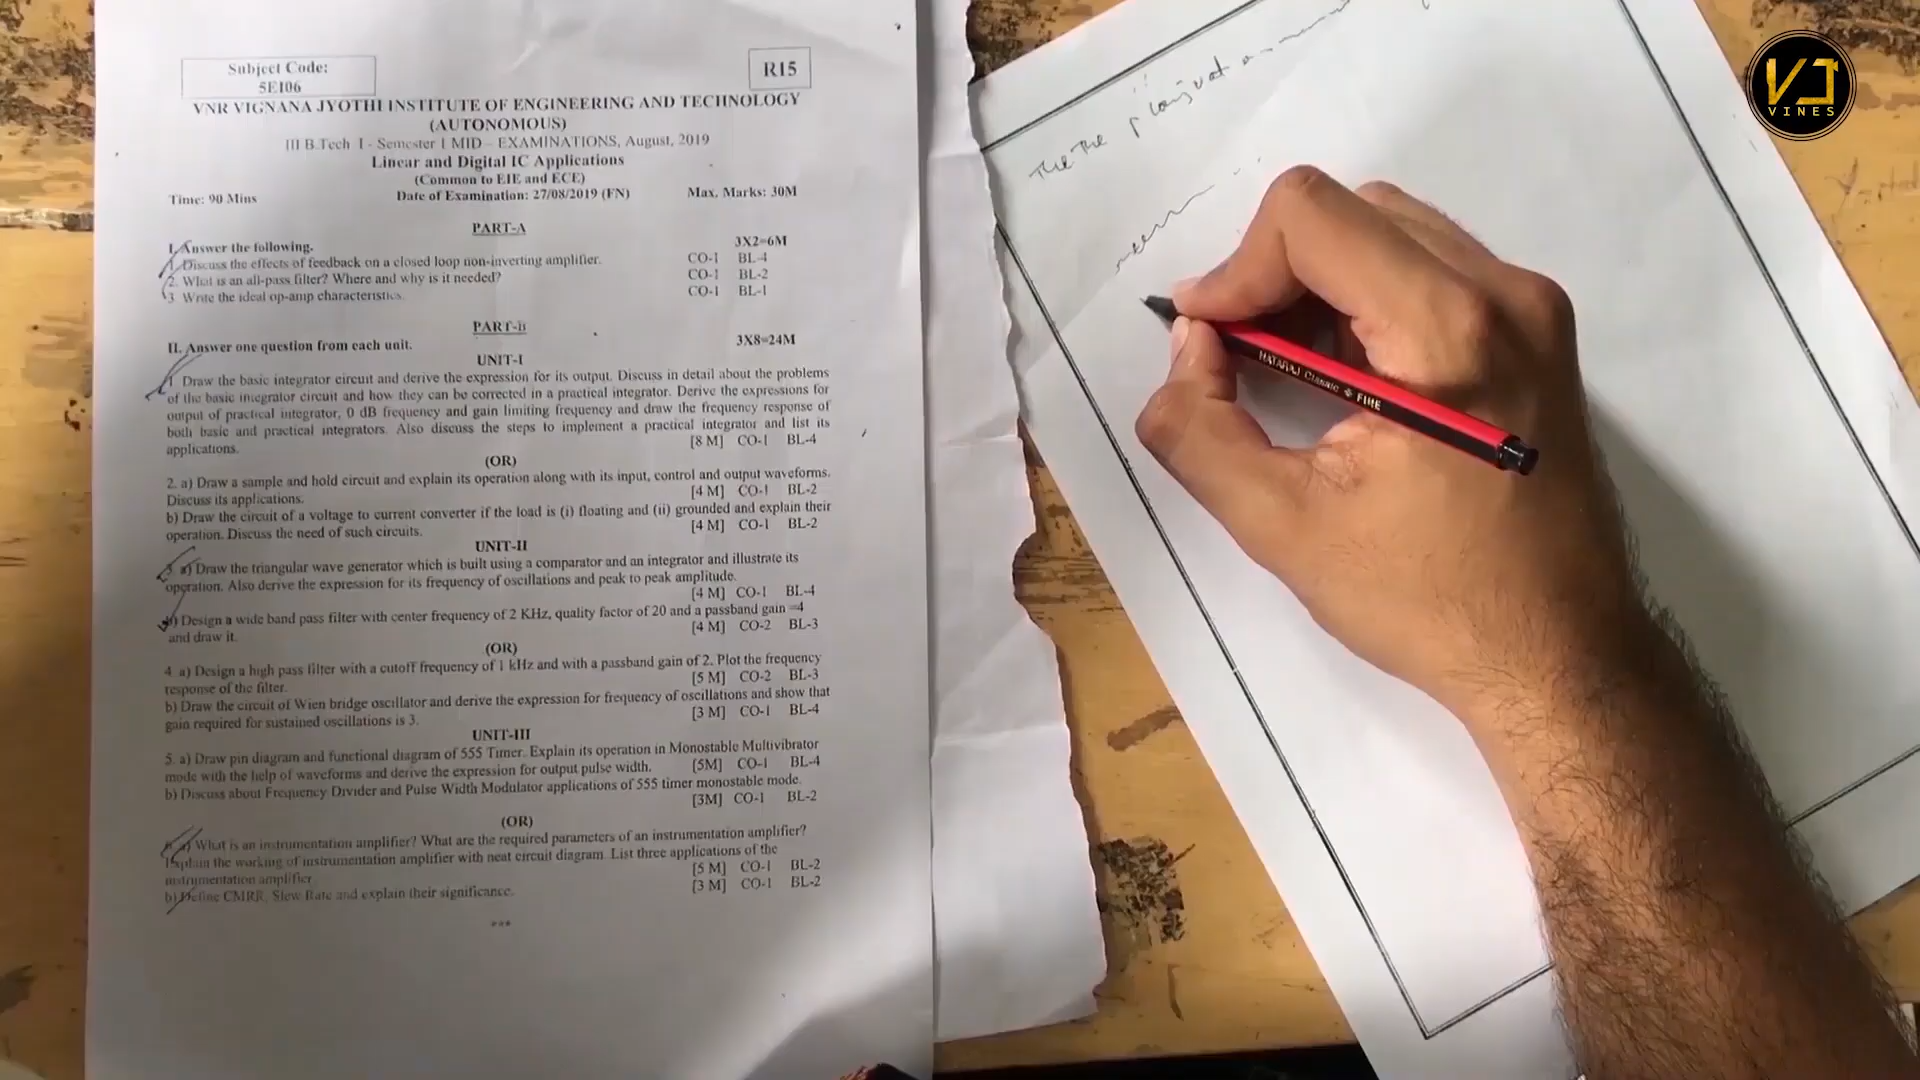 Subject Code:
5EI06
R15
VNR VIGNANA JYOTHI INSTITUTE OF ENGINEERING AND TECHNOLOGY
(AUTONOMOUS)
III B.Tech I - Semester I MID - EXAMINATIONS, August, 2019
Linear and Digital IC Applications
(Common to EIE and ECE)
Time: 90 Mins Date of Examination: 27/08/2019 (FN) Max. Marks: 30M
PART-A
I. Answer the following. 3X2=6M
1. Discuss the effects of feedback on a closed loop non-inverting amplifier. CO-1 BL-4
2. What is an all-pass filter? Where and why is it needed? CO-1 BL-2
3. Write the ideal op-amp characteristics. CO-1 BL-1
PART-B
II. Answer one question from each unit. 3X8=24M
UNIT-I
1. Draw the basic integrator circuit and derive the expression for its output. Discuss in detail about the problems
of the basic integrator circuit and how they can be corrected in a practical integrator. Derive the expressions for
output of practical integrator, 0 dB frequency and gain limiting frequency and draw the frequency response of
both basic and practical integrators. Also discuss the steps to implement a practical integrator and list its
applications. [8 M] CO-1 BL-4
(OR)
2. a) Draw a sample and hold circuit and explain its operation along with its input, control and output waveforms.
Discuss its applications. [4 M] CO-1 BL-2
b) Draw the circuit of a voltage to current converter if the load is (i) floating and (ii) grounded and explain their
operation. Discuss the need of such circuits. [4 M] CO-1 BL-2
UNIT-II
3. a) Draw the triangular wave generator which is built using a comparator and an integrator and illustrate its
operation. Also derive the expression for its frequency of oscillations and peak to peak amplitude.
[4 M] CO-1 BL-4
b) Design a wide band pass filter with center frequency of 2 KHz, quality factor of 20 and a passband gain =4
and draw it. [4 M] CO-2 BL-3
(OR)
4. a) Design a high pass filter with a cutoff frequency of 1 kHz and with a passband gain of 2. Plot the frequency
response of the filter. [5 M] CO-2 BL-3
b) Draw the circuit of Wien bridge oscillator and derive the expression for frequency of oscillations and show that
gain required for sustained oscillations is 3. [3 M] CO-1 BL-4
UNIT-III
5. a) Draw pin diagram and functional diagram of 555 Timer. Explain its operation in Monostable Multivibrator
mode with the help of waveforms and derive the expression for output pulse width. [5M] CO-1 BL-4
b) Discuss about Frequency Divider and Pulse Width Modulator applications of 555 timer monostable mode.
[3M] CO-1 BL-2
(OR)
6. a) What is an instrumentation amplifier? What are the required parameters of an instrumentation amplifier?
Explain the working of instrumentation amplifier with neat circuit diagram. List three applications of the
instrumentation amplifier. [5 M] CO-1 BL-2
b) Define CMRR, Slew Rate and explain their significance. [3 M] CO-1 BL-2
***
The The
NATARAJ Classic FINE
VJ
VINES